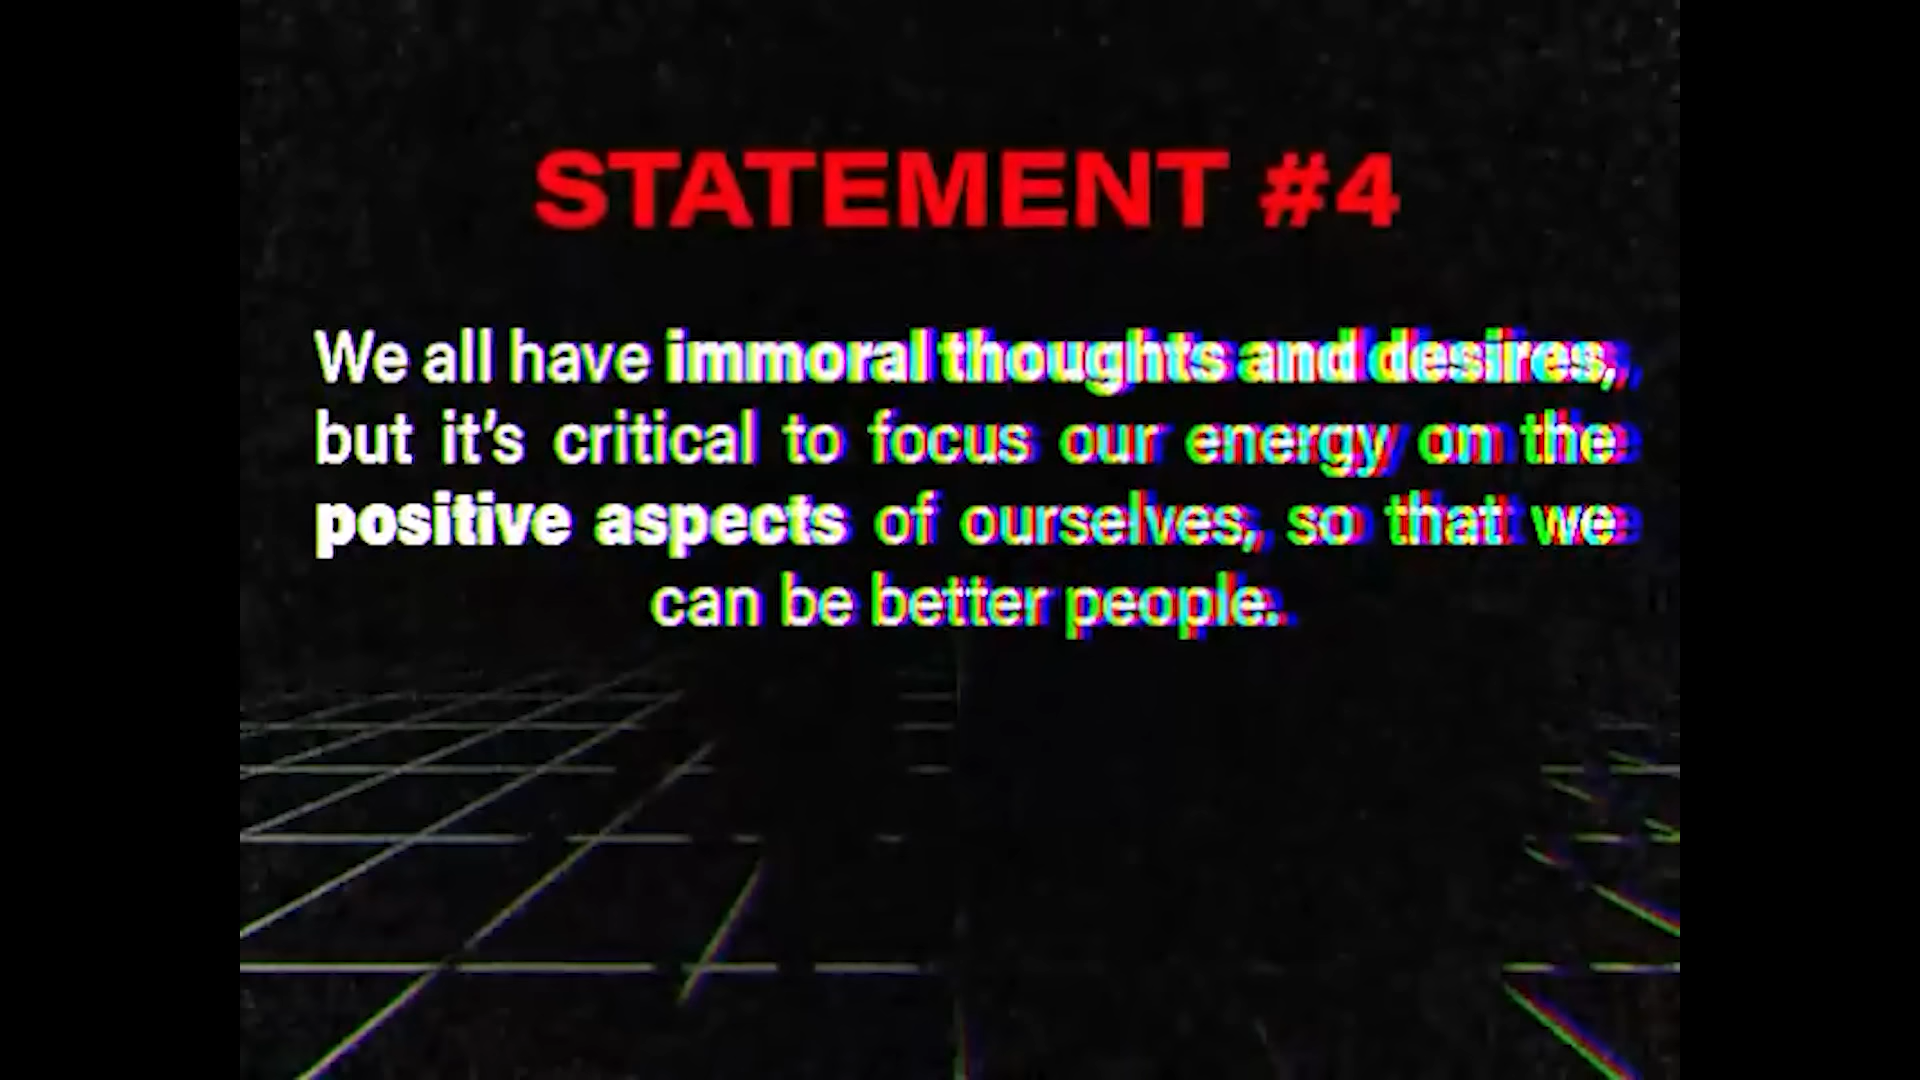 STATEMENT #4
We all have immoral thoughts and desires,
but it’s critical to focus our energy on the
positive aspects of ourselves, so that we
can be better people.